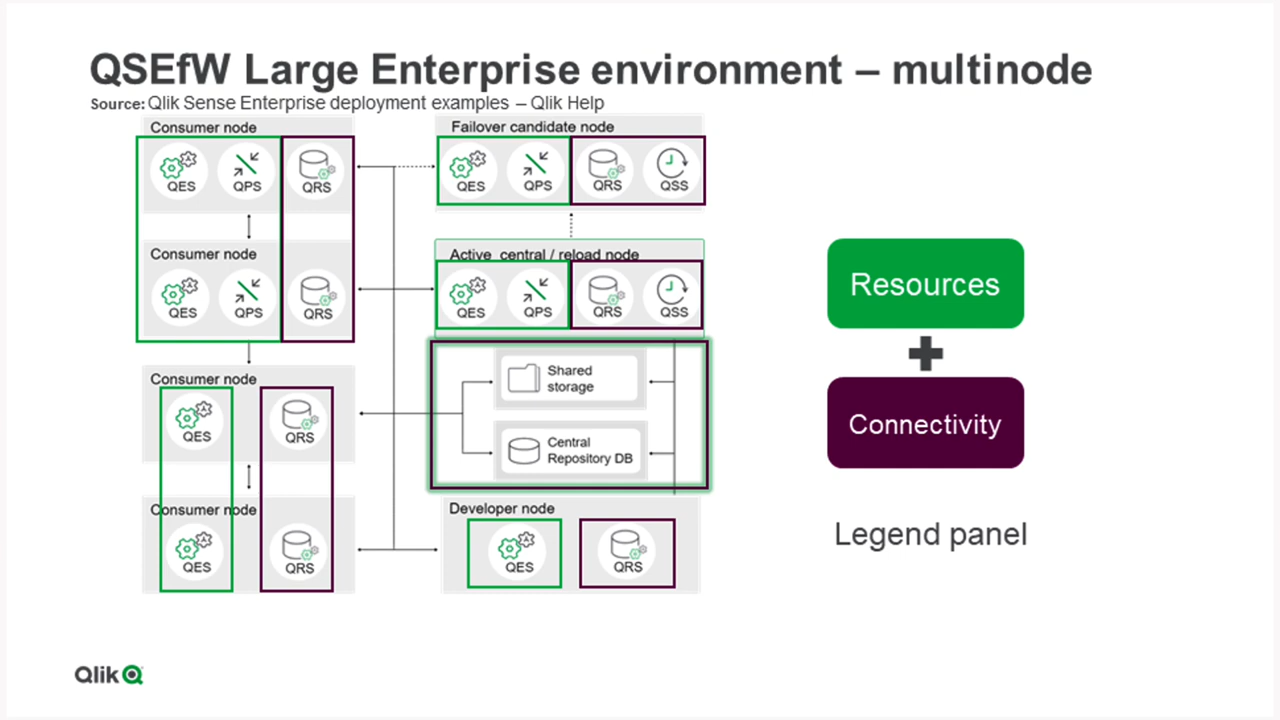 QSEfW Large Enterprise environment – multinode
Source: Qlik Sense Enterprise deployment examples – Qlik Help
Consumer node
QES
QPS
QRS
Failover candidate node
QES
QPS
QRS
QSS
Consumer node
QES
QPS
QRS
Active central / reload node
QES
QPS
QRS
QSS
Consumer node
QES
QRS
Shared
storage
Central
Repository DB
Consumer node
QES
QRS
Developer node
QES
QRS
Resources
Connectivity
Legend panel
Qlik